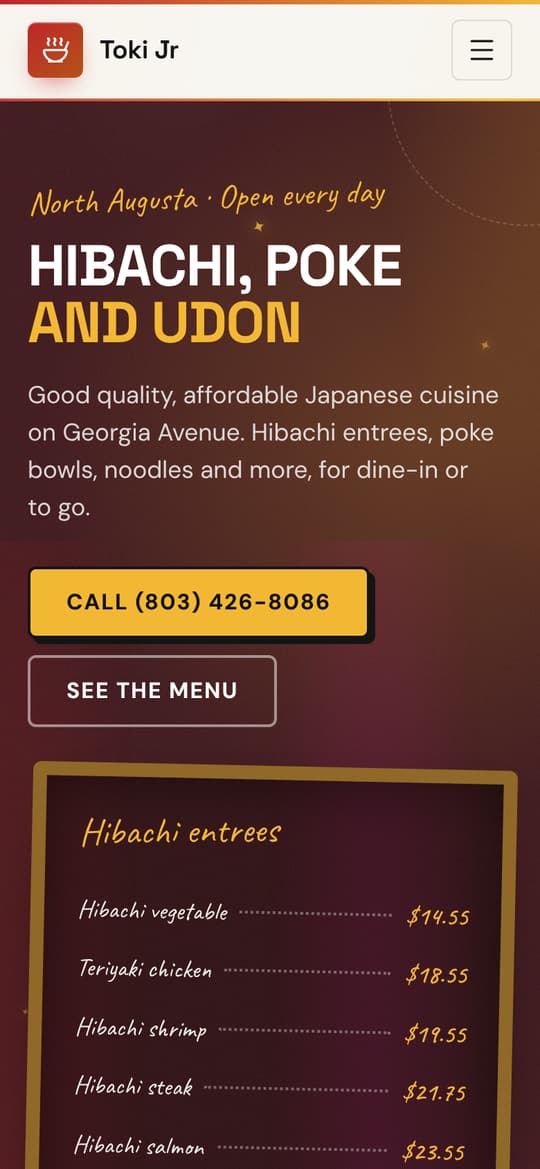 Toki Jr
North Augusta · Open every day
HIBACHI, POKE
AND UDON
Good quality, affordable Japanese cuisine
on Georgia Avenue. Hibachi entrees, poke
bowls, noodles and more, for dine-in or
to go.
CALL (803) 426-8086
SEE THE MENU
Hibachi entrees
Hibachi vegetable $14.55
Teriyaki chicken $18.55
Hibachi shrimp $19.55
Hibachi steak $21.75
Hibachi salmon $23.55